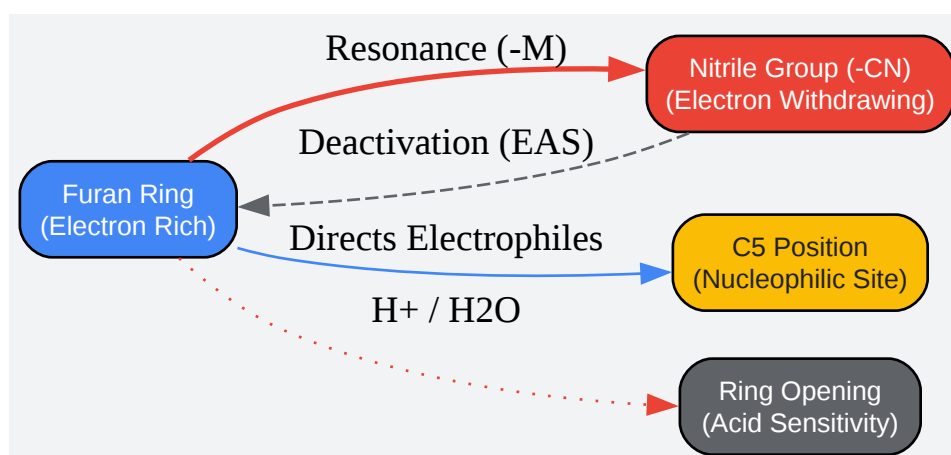 Resonance (-M)
Nitrile Group (-CN)
(Electron Withdrawing)
Deactivation (EAS)
Furan Ring
(Electron Rich)
Directs Electrophiles
C5 Position
(Nucleophilic Site)
H+ / H2O
Ring Opening
(Acid Sensitivity)